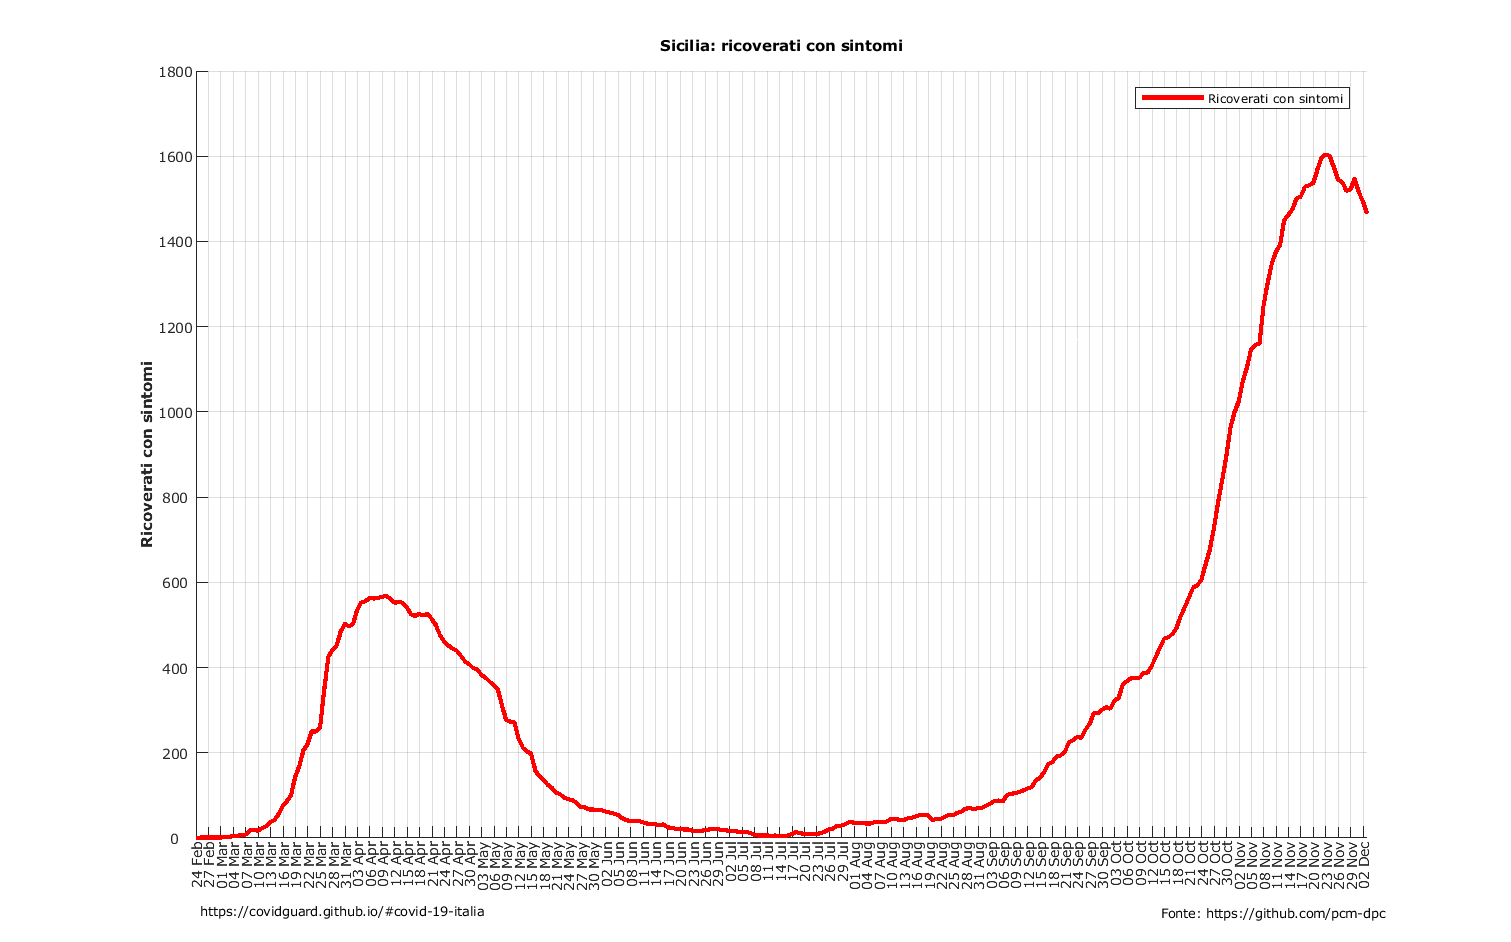 Sicilia: ricoverati con sintomi
Ricoverati con sintomi
Ricoverati con sintomi
1800
1600
1400
1200
1000
800
600
400
200
0
24 Feb
27 Feb
01 Mar
04 Mar
07 Mar
10 Mar
13 Mar
16 Mar
19 Mar
22 Mar
25 Mar
28 Mar
31 Mar
03 Apr
06 Apr
09 Apr
12 Apr
15 Apr
18 Apr
21 Apr
24 Apr
27 Apr
30 Apr
03 May
06 May
09 May
12 May
15 May
18 May
21 May
24 May
27 May
30 May
02 Jun
05 Jun
08 Jun
11 Jun
14 Jun
17 Jun
20 Jun
23 Jun
26 Jun
29 Jun
02 Jul
05 Jul
08 Jul
11 Jul
14 Jul
17 Jul
20 Jul
23 Jul
26 Jul
29 Jul
01 Aug
04 Aug
07 Aug
10 Aug
13 Aug
16 Aug
19 Aug
22 Aug
25 Aug
28 Aug
31 Aug
03 Sep
06 Sep
09 Sep
12 Sep
15 Sep
18 Sep
21 Sep
24 Sep
27 Sep
30 Sep
03 Oct
06 Oct
09 Oct
12 Oct
15 Oct
18 Oct
21 Oct
24 Oct
27 Oct
30 Oct
02 Nov
05 Nov
08 Nov
11 Nov
14 Nov
17 Nov
20 Nov
23 Nov
26 Nov
29 Nov
02 Dec
https://covidguard.github.io/#covid-19-italia
Fonte: https://github.com/pcm-dpc